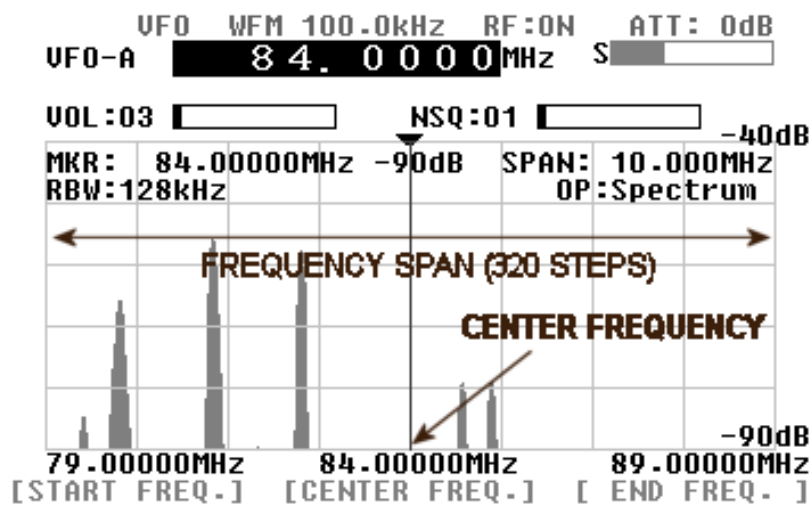 VFO WFM 100.0kHz RF:ON ATT: 0dB
VFO-A 84. 0000 MHz S
VOL:03 NSQ:01
-40dB
MKR: 84.00000MHz -90dB SPAN: 10.000MHz
RBW:128kHz OP:Spectrum
FREQUENCY SPAN (320 STEPS)
CENTER FREQUENCY
-90dB
79.00000MHz 84.00000MHz 89.00000MHz
[START FREQ.] [CENTER FREQ.] [ END FREQ. ]